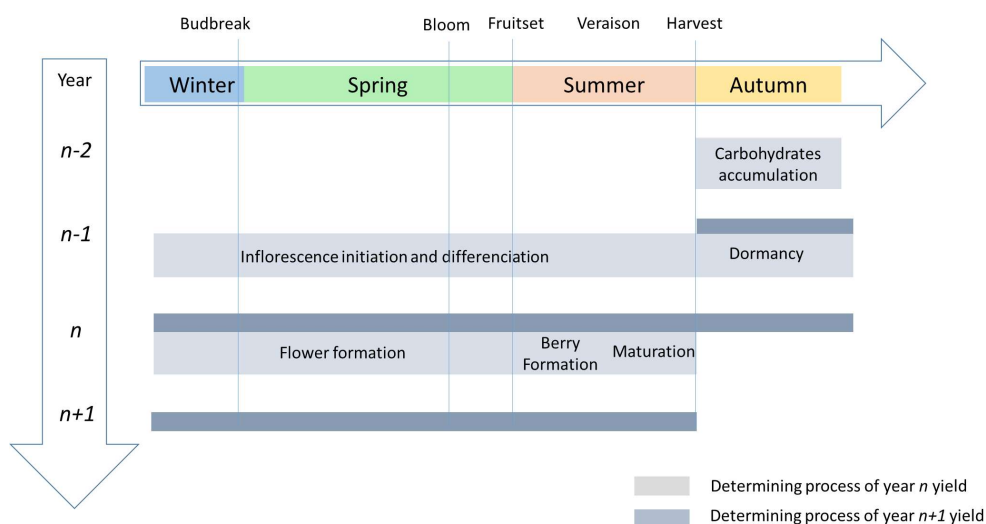 Budbreak
Bloom
Fruitset
Veraison
Harvest
Year
Winter
Spring
Summer
Autumn
n-2
Carbohydrates
accumulation
n-1
Inflorescence initiation and differenciation
Dormancy
n
Flower formation
Berry
Formation
Maturation
n+1
Determining process of year n yield
Determining process of year n+1 yield